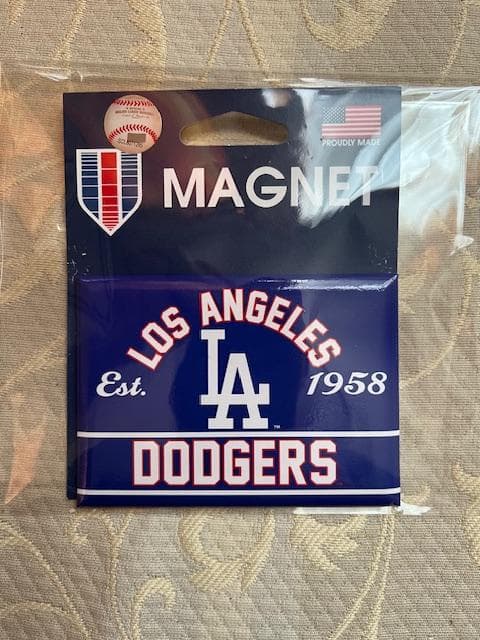 PROUDLY MADE
MAGNET
LOS ANGELES
LA
Est. 1958
DODGERS